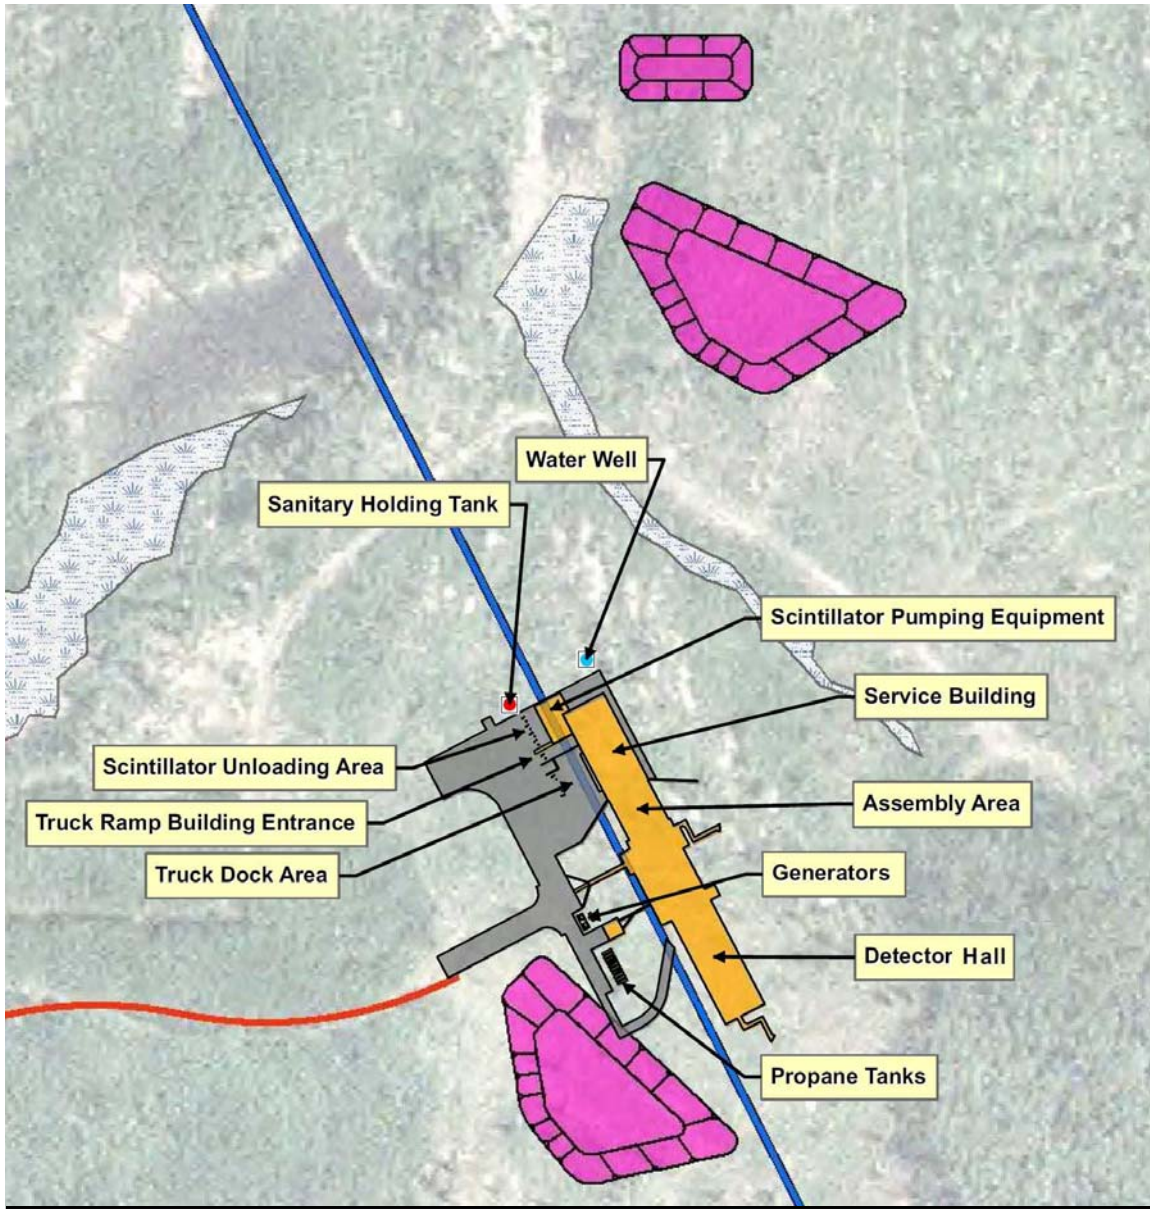 Water Well
Sanitary Holding Tank
Scintillator Pumping Equipment
Service Building
Scintillator Unloading Area
Assembly Area
Truck Ramp Building Entrance
Truck Dock Area
Generators
Detector Hall
Propane Tanks